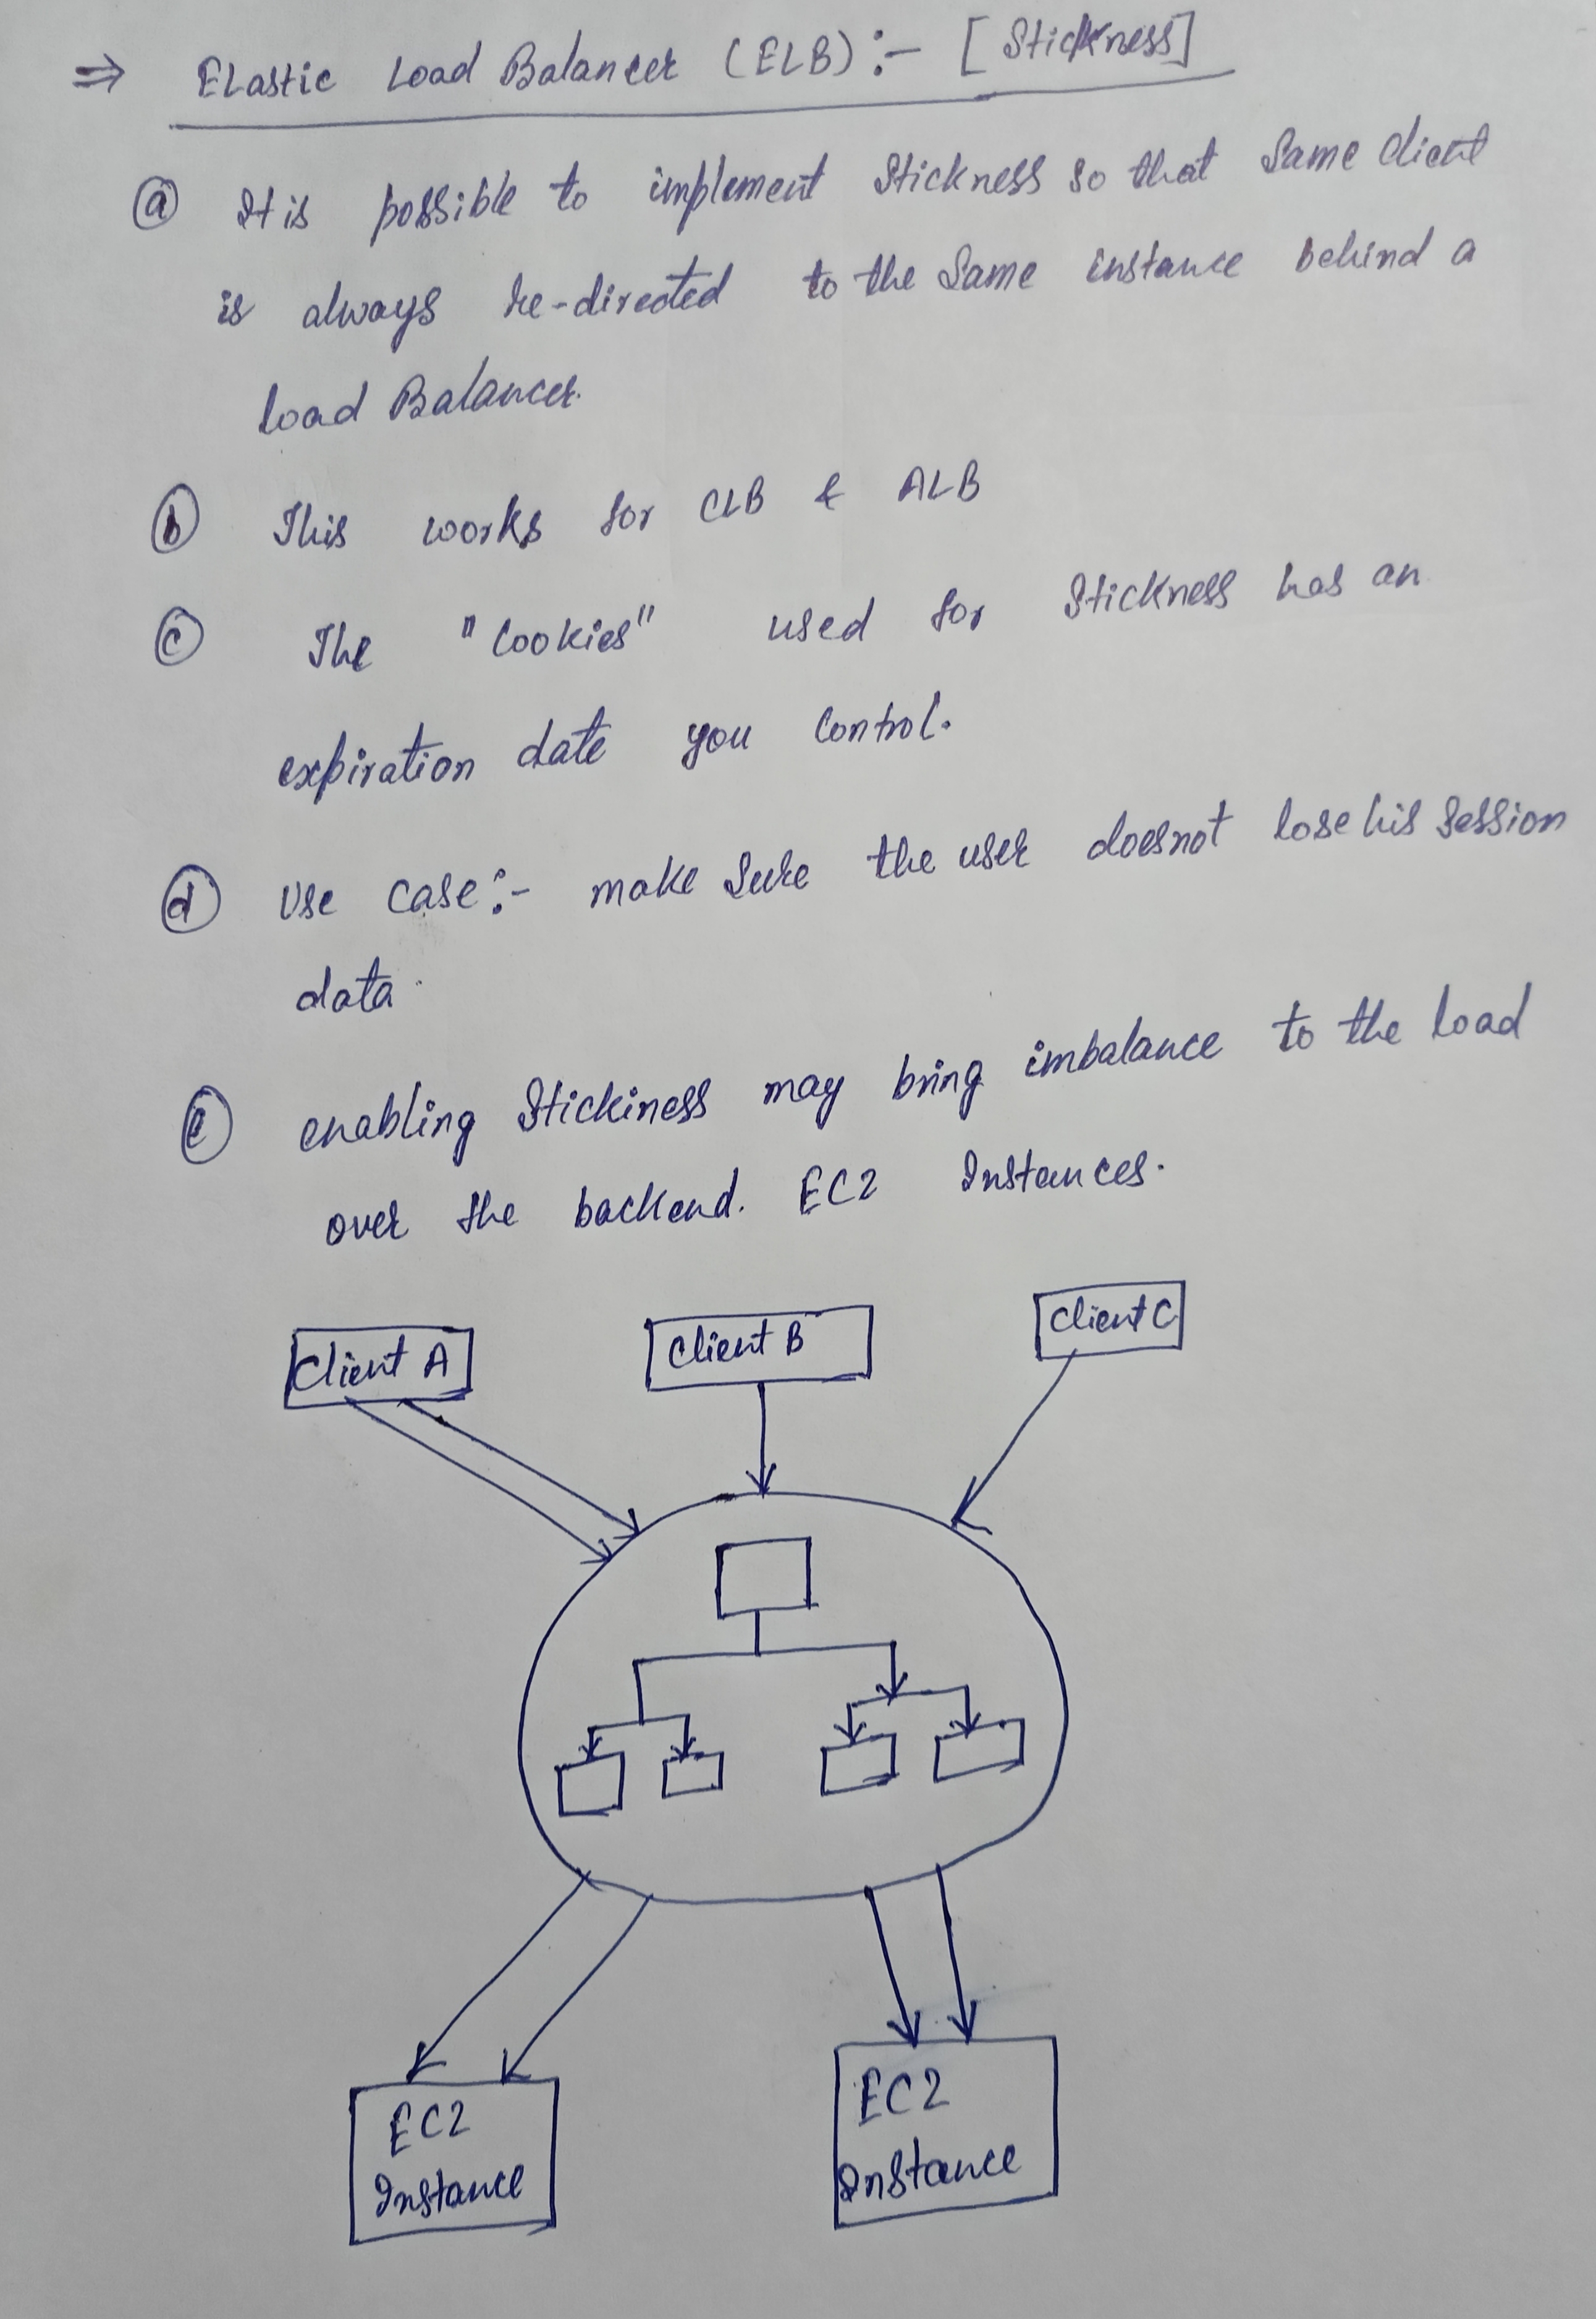 ⇒ Elastic Load Balancer (ELB):- [Stickness]
(a) It is possible to implement Stickness so that Same client
is always re-directed to the Same instance behind a
load Balancer.
(b) This works for CLB & ALB
(c) The "Cookies" used for Stickness has an
expiration date you Control.
(d) Use case:- make Sure the user doesnot lose his Session
data.
(e) enabling Stickiness may bring imbalance to the load
over the backend. EC2 Instances.
Client A Client B Client C
EC2 EC2
Instance Instance